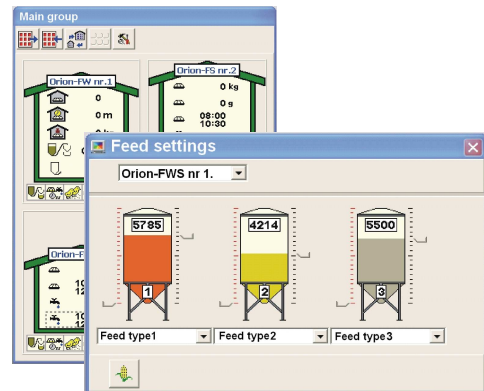 Main group
Orion-FW nr.1
0
0 m
Orion-FS nr.2
0 kg
0 g
08:00
10:30
Feed settings
Orion-FWS nr 1.
5785
4214
5500
1
2
3
Feed type1
Feed type2
Feed type3